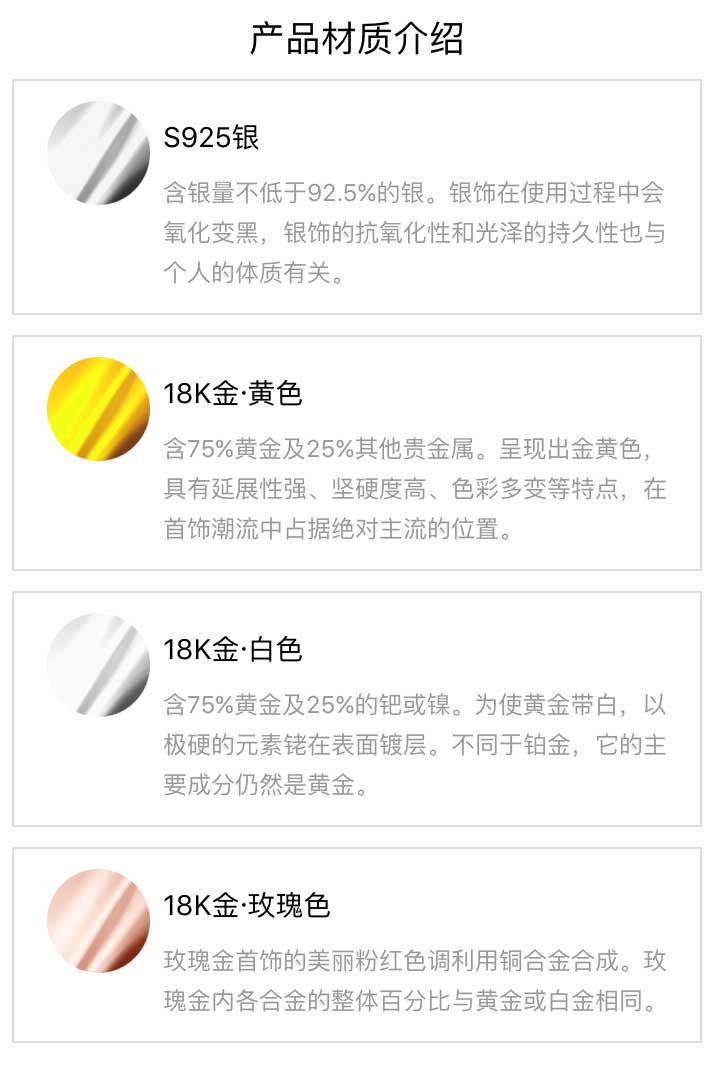 产品材质介绍
S925银
含银量不低于92.5%的银。银饰在使用过程中会
氧化变黑，银饰的抗氧化性和光泽的持久性也与
个人的体质有关。
18K金·黄色
含75%黄金及25%其他贵金属。呈现出金黄色，
具有延展性强、坚硬度高、色彩多变等特点，在
首饰潮流中占据绝对主流的位置。
18K金·白色
含75%黄金及25%的钯或镍。为使黄金带白，以
极硬的元素铑在表面镀层。不同于铂金，它的主
要成分仍然是黄金。
18K金·玫瑰色
玫瑰金首饰的美丽粉红色调利用铜合金合成。玫
瑰金内各合金的整体百分比与黄金或白金相同。